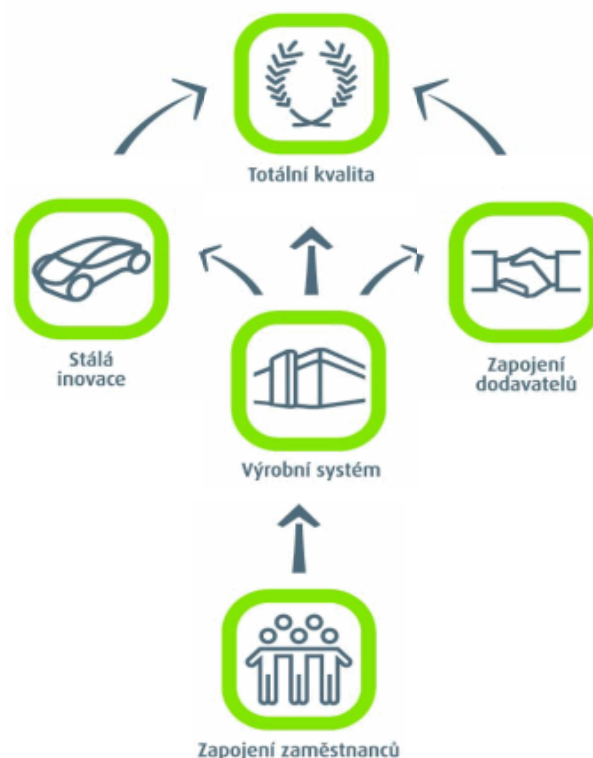 Totální kvalita
Stálá
inovace
Zapojení
dodavatelů
Výrobní systém
Zapojení zaměstnanců